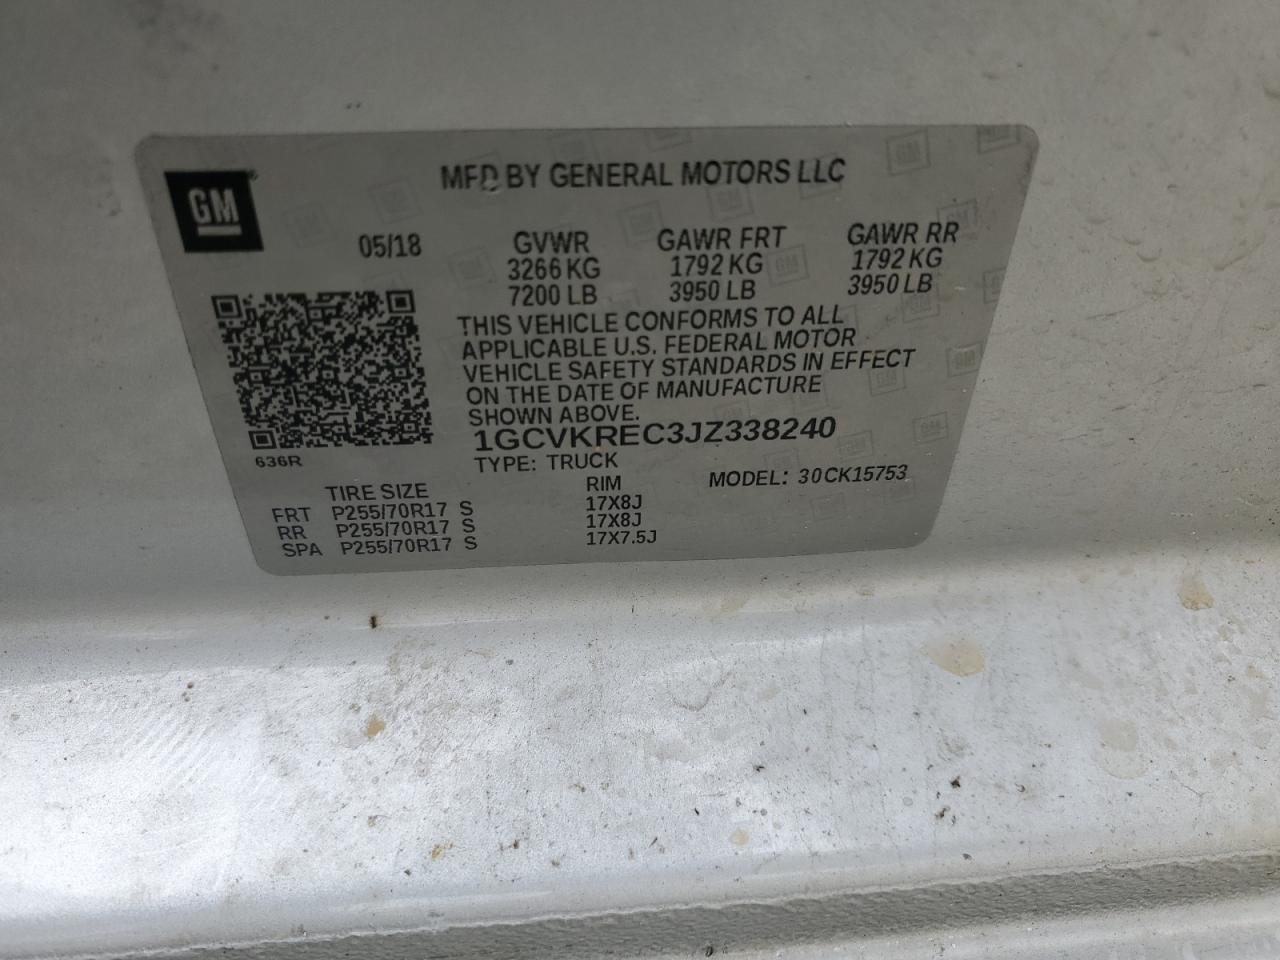 MFD BY GENERAL MOTORS LLC
GM
05/18
GVWR GAWR FRT GAWR RR
3266 KG 1792 KG 1792 KG
7200 LB 3950 LB 3950 LB
THIS VEHICLE CONFORMS TO ALL
APPLICABLE U.S. FEDERAL MOTOR
VEHICLE SAFETY STANDARDS IN EFFECT
ON THE DATE OF MANUFACTURE
SHOWN ABOVE.
1GCVKREC3JZ338240
636R
TYPE: TRUCK MODEL: 30CK15753
TIRE SIZE RIM
FRT P255/70R17 S 17X8J
RR P255/70R17 S 17X8J
SPA P255/70R17 S 17X7.5J